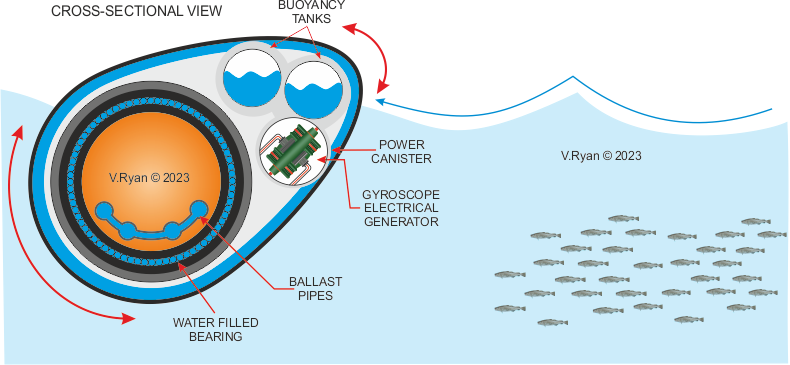 CROSS-SECTIONAL VIEW
BUOYANCY
TANKS
POWER
CANISTER
V.Ryan © 2023
V.Ryan © 2023
GYROSCOPE
ELECTRICAL
GENERATOR
BALLAST
PIPES
WATER FILLED
BEARING